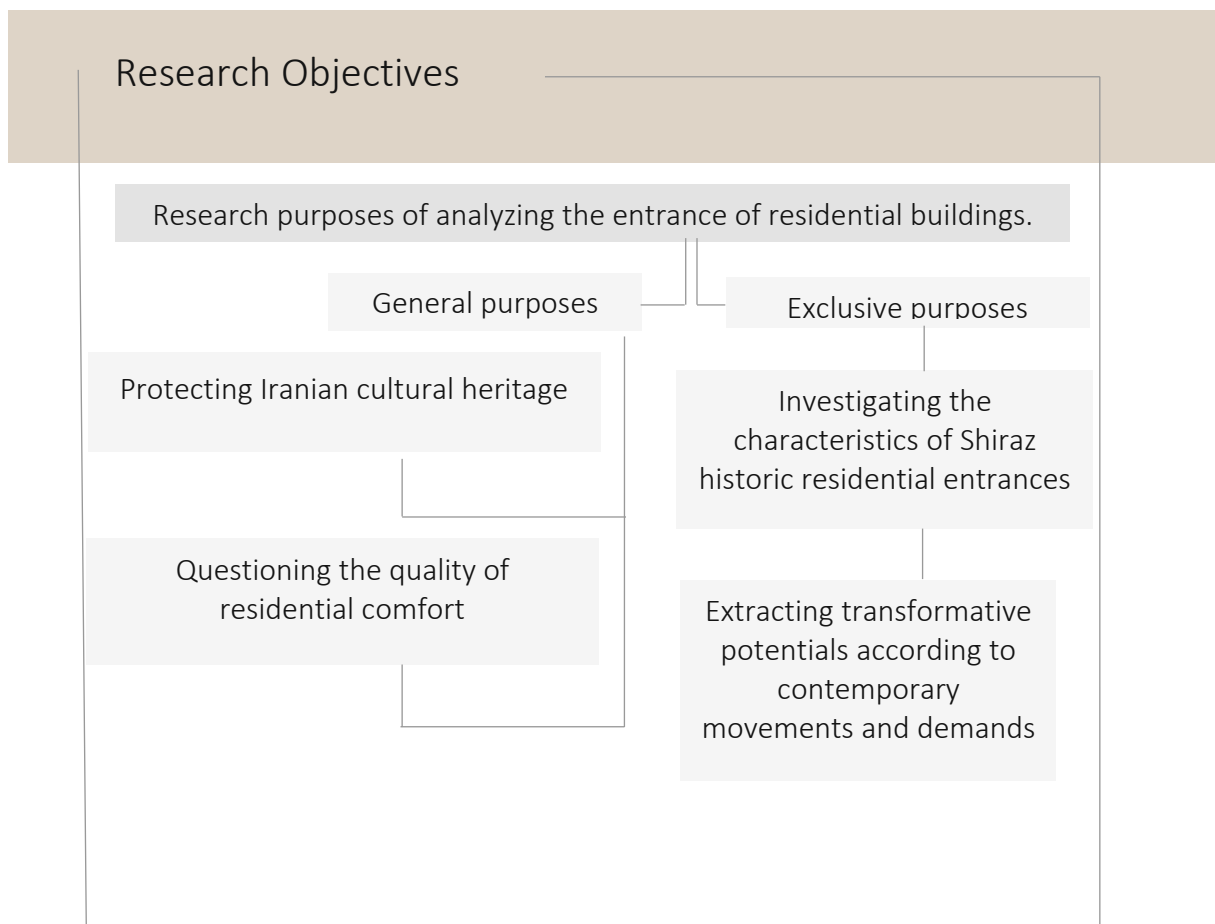 Research Objectives
Research purposes of analyzing the entrance of residential buildings.
General purposes
Protecting Iranian cultural heritage
Questioning the quality of
residential comfort
Exclusive purposes
Investigating the
characteristics of Shiraz
historic residential entrances
Extracting transformative
potentials according to
contemporary
movements and demands